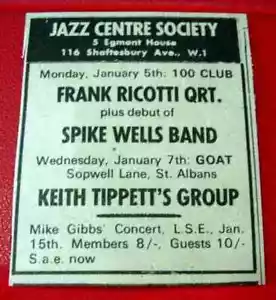 JAZZ CENTRE SOCIETY
5 Egmont House
116 Shaftesbury Ave., W.1
Monday, January 5th: 100 CLUB
FRANK RICOTTI QRT.
plus debut of
SPIKE WELLS BAND
Wednesday, January 7th: GOAT
Sopwell Lane, St. Albans
KEITH TIPPETT'S GROUP
Mike Gibbs' Concert, L.S.E., Jan.
15th. Members 8/-, Guests 10/-
S.a.e. now